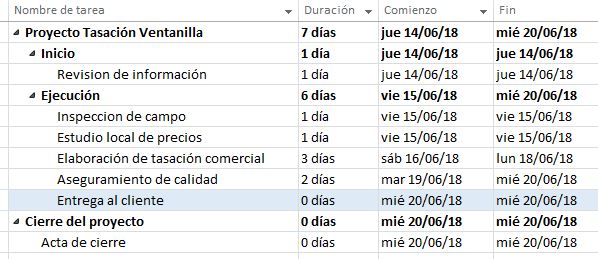 Nombre de tarea Duración Comienzo Fin
Proyecto Tasación Ventanilla 7 días jue 14/06/18 mié 20/06/18
Inicio 1 día jue 14/06/18 jue 14/06/18
Revision de información 1 día jue 14/06/18 jue 14/06/18
Ejecución 6 días vie 15/06/18 mié 20/06/18
Inspeccion de campo 1 día vie 15/06/18 vie 15/06/18
Estudio local de precios 1 día vie 15/06/18 vie 15/06/18
Elaboración de tasación comercial 3 días sáb 16/06/18 lun 18/06/18
Aseguramiento de calidad 2 días mar 19/06/18 mié 20/06/18
Entrega al cliente 0 días mié 20/06/18 mié 20/06/18
Cierre del proyecto 0 días mié 20/06/18 mié 20/06/18
Acta de cierre 0 días mié 20/06/18 mié 20/06/18